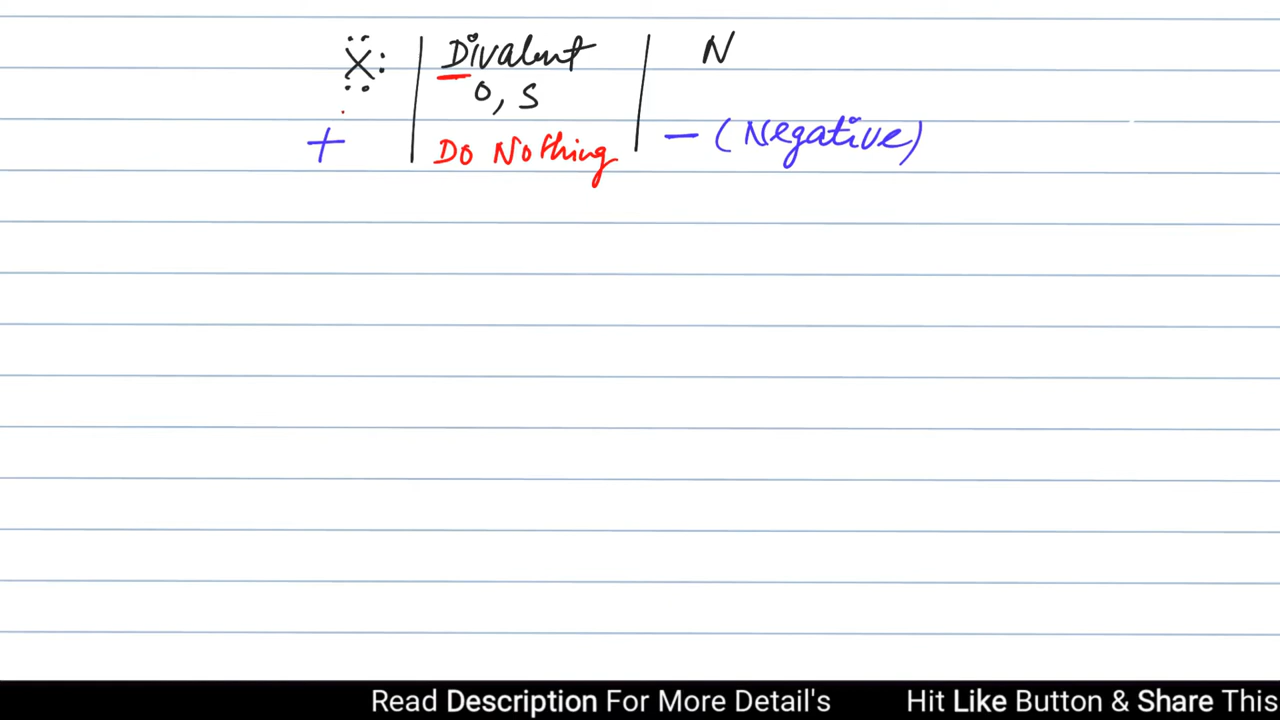 X | Divalent | N
O, S
+ | Do Nothing | - (Negative)
Read Description For More Detail's Hit Like Button & Share This